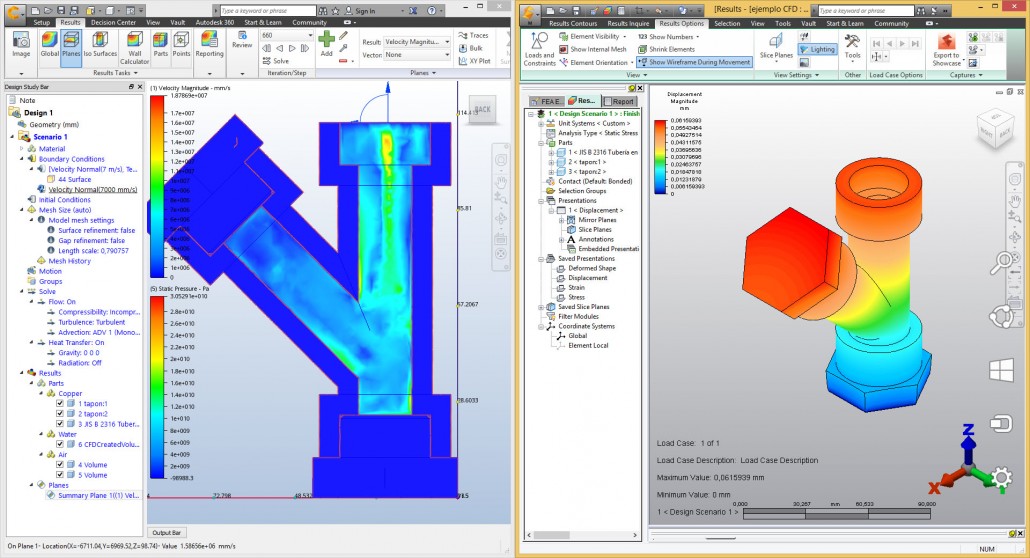 Type a keyword or phrase
Sign In
Setup
Results
Decision Center
View
Vault
Autodesk 360
Start & Learn
Community
Image
Global
Planes
Iso Surfaces
Wall Calculator
Parts
Points
Reporting
Results Tasks
Review
660
Solve
Iteration/Step
Add
Result: Velocity Magnitu...
Vector:
Planes
Traces
Bulk
XY Plot
Design Study Bar
Note
Design 1
Geometry (mm)
Scenario 1
Material
Boundary Conditions
[Velocity Normal(7 m/s), Te...
44 Surface
Velocity Normal(7000 mm/s)
Initial Conditions
Mesh Size (auto)
Model mesh settings
Surface refinement: false
Gap refinement: false
Length scale: 0,790757
Mesh History
Motion
Groups
Solve
Flow: On
Compressibility: Incompr...
Turbulence: Turbulent
Advection: ADV 1 (Mono...
Heat Transfer: On
Gravity: 0 0 0
Radiation: Off
Results
Parts
Copper
1 tapon:1
2 tapon:2
3 JIS B 2316 Tuber...
Water
6 CFDCreatedVolu...
Air
4 Volume
5 Volume
Planes
Summary Plane 1((1) Vel...
(1) Velocity Magnitude - mm/s
1.87869e+007
1.7e+007
1.6e+007
1.5e+007
1.4e+007
1.3e+007
1.2e+007
1.1e+007
1e+007
9e+006
8e+006
7e+006
6e+006
5e+006
4e+006
3e+006
2e+006
1e+006
0
(5) Static Pressure - Pa
3.05291e+010
2.8e+010
2.6e+010
2.4e+010
2.2e+010
2e+010
1.8e+010
1.6e+010
1.4e+010
1.2e+010
1e+010
8e+009
6e+009
4e+009
2e+009
-98988.3
BACK
85.81
57.2067
28.6033
-72.798
-48.532
Output Bar
On Plane 1- Location(X=-6711.04,Y=6969.52,Z=98.74)- Value 1.58656e+06 mm/s
[Results - [ejemplo CFD :
Type a keyword or phrase
Results Contours
Results Inquire
Results Options
View
Vault
Start & Learn
Community
Loads and Constraints
Element Visibility
Show Internal Mesh
Element Orientation
123 Show Numbers
Shrink Elements
Show Wireframe During Movement
View
Slice Planes
Lighting
View Settings
Tools
Other
Load Case Options
Export to Showcase
Captures
FEA E...
Res...
Report
1 < Design Scenario 1 > : Finish
Unit Systems < Custom >
Analysis Type < Static Stress
Parts
1 < JIS B 2316 Tubería en
2 < tapon:1 >
3 < tapon:2 >
Contact (Default: Bonded)
Selection Groups
Presentations
1 < Displacement >
Mirror Planes
Slice Planes
Annotations
Embedded Presentati
Saved Presentations
Deformed Shape
Displacement
Strain
Stress
Saved Slice Planes
Filter Modules
Coordinate Systems
Global
Element Local
Displacement
Magnitude
mm
0,06159393
0,05543454
0,04927514
0,04311575
0,03695636
0,03079696
0,02463757
0,01847818
0,01231879
0,006159393
0
Load Case: 1 of 1
Load Case Description: Load Case Description
Maximum Value: 0,0615939 mm
Minimum Value: 0 mm
0,000
30,267
60,533
90,800
1 < Design Scenario 1 >
Z
X
Y
NUM